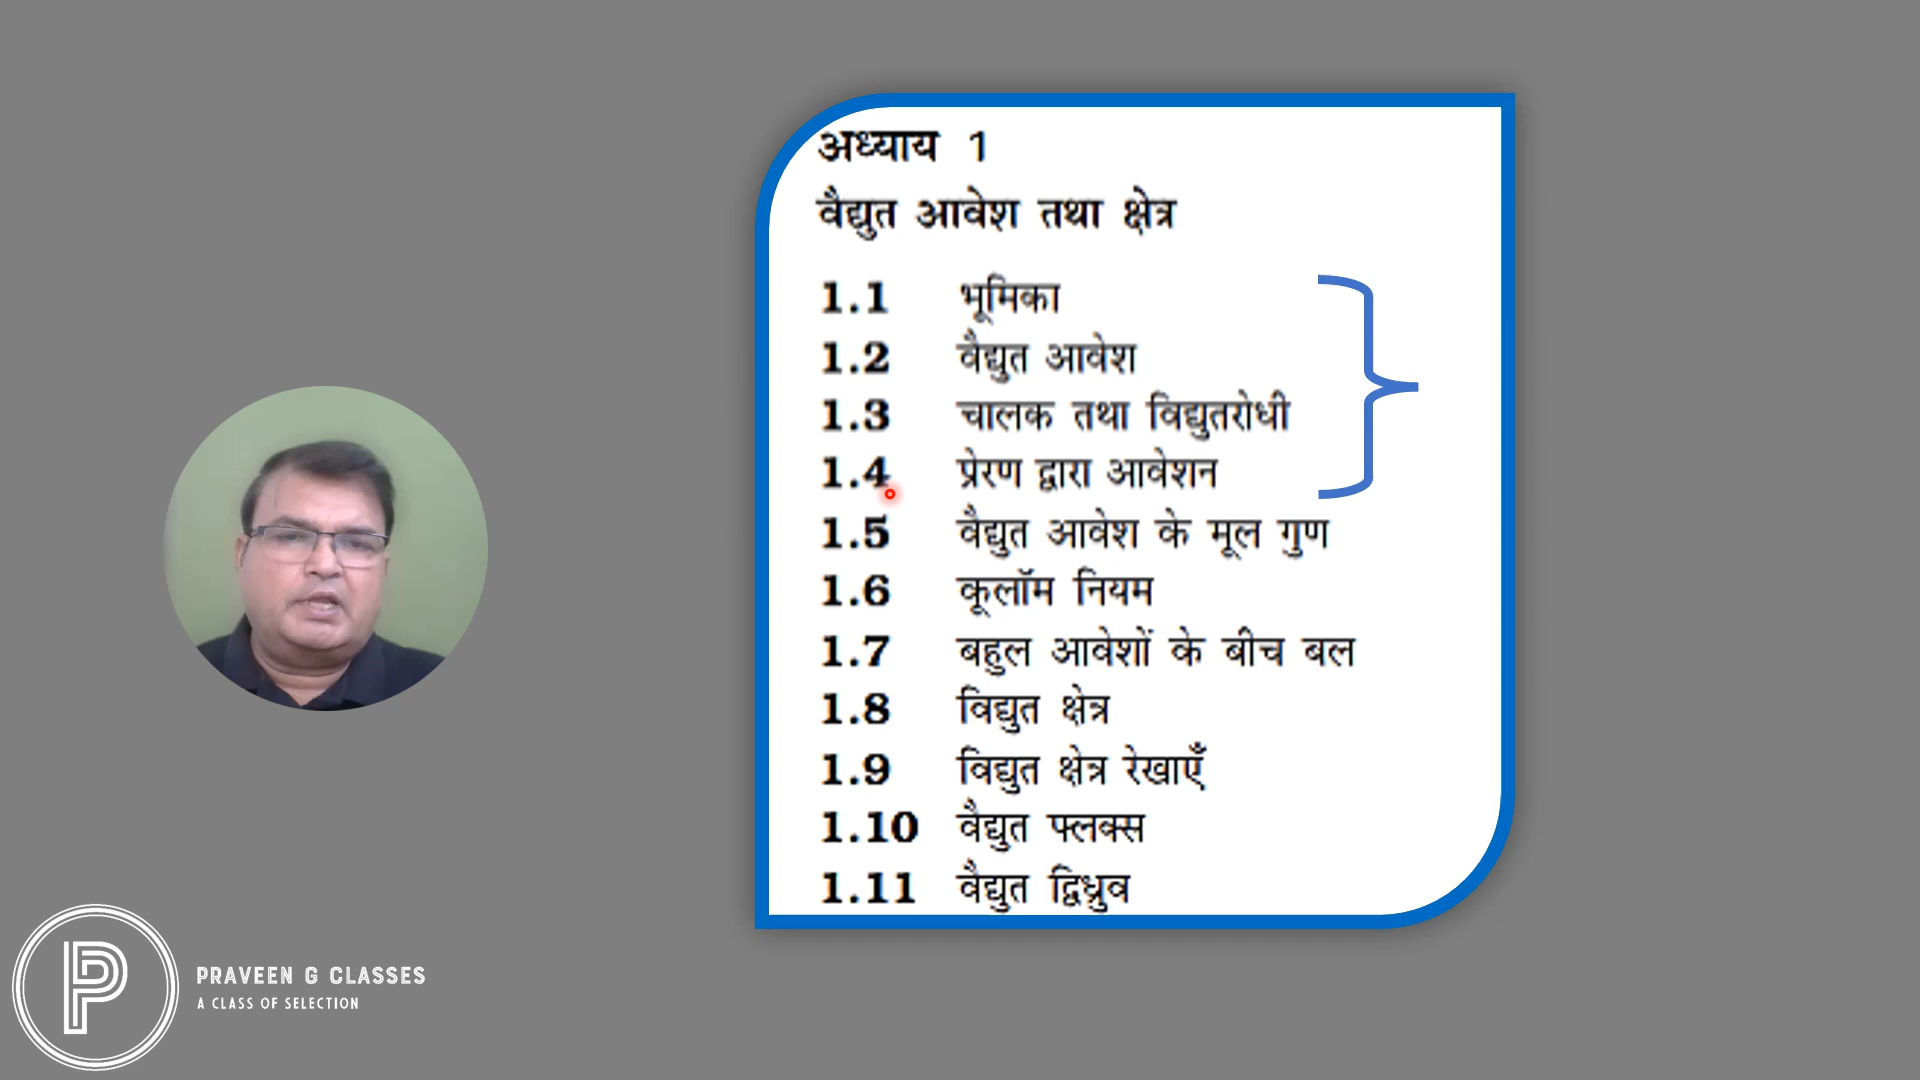 अध्याय 1
वैद्युत आवेश तथा क्षेत्र
1.1 भूमिका
1.2 वैद्युत आवेश
1.3 चालक तथा विद्युतरोधी
1.4 प्रेरण द्वारा आवेशन
1.5 वैद्युत आवेश के मूल गुण
1.6 कूलॉम नियम
1.7 बहुल आवेशों के बीच बल
1.8 विद्युत क्षेत्र
1.9 विद्युत क्षेत्र रेखाएँ
1.10 वैद्युत फ्लक्स
1.11 वैद्युत द्विध्रुव
PRAVEEN G CLASSES
A CLASS OF SELECTION